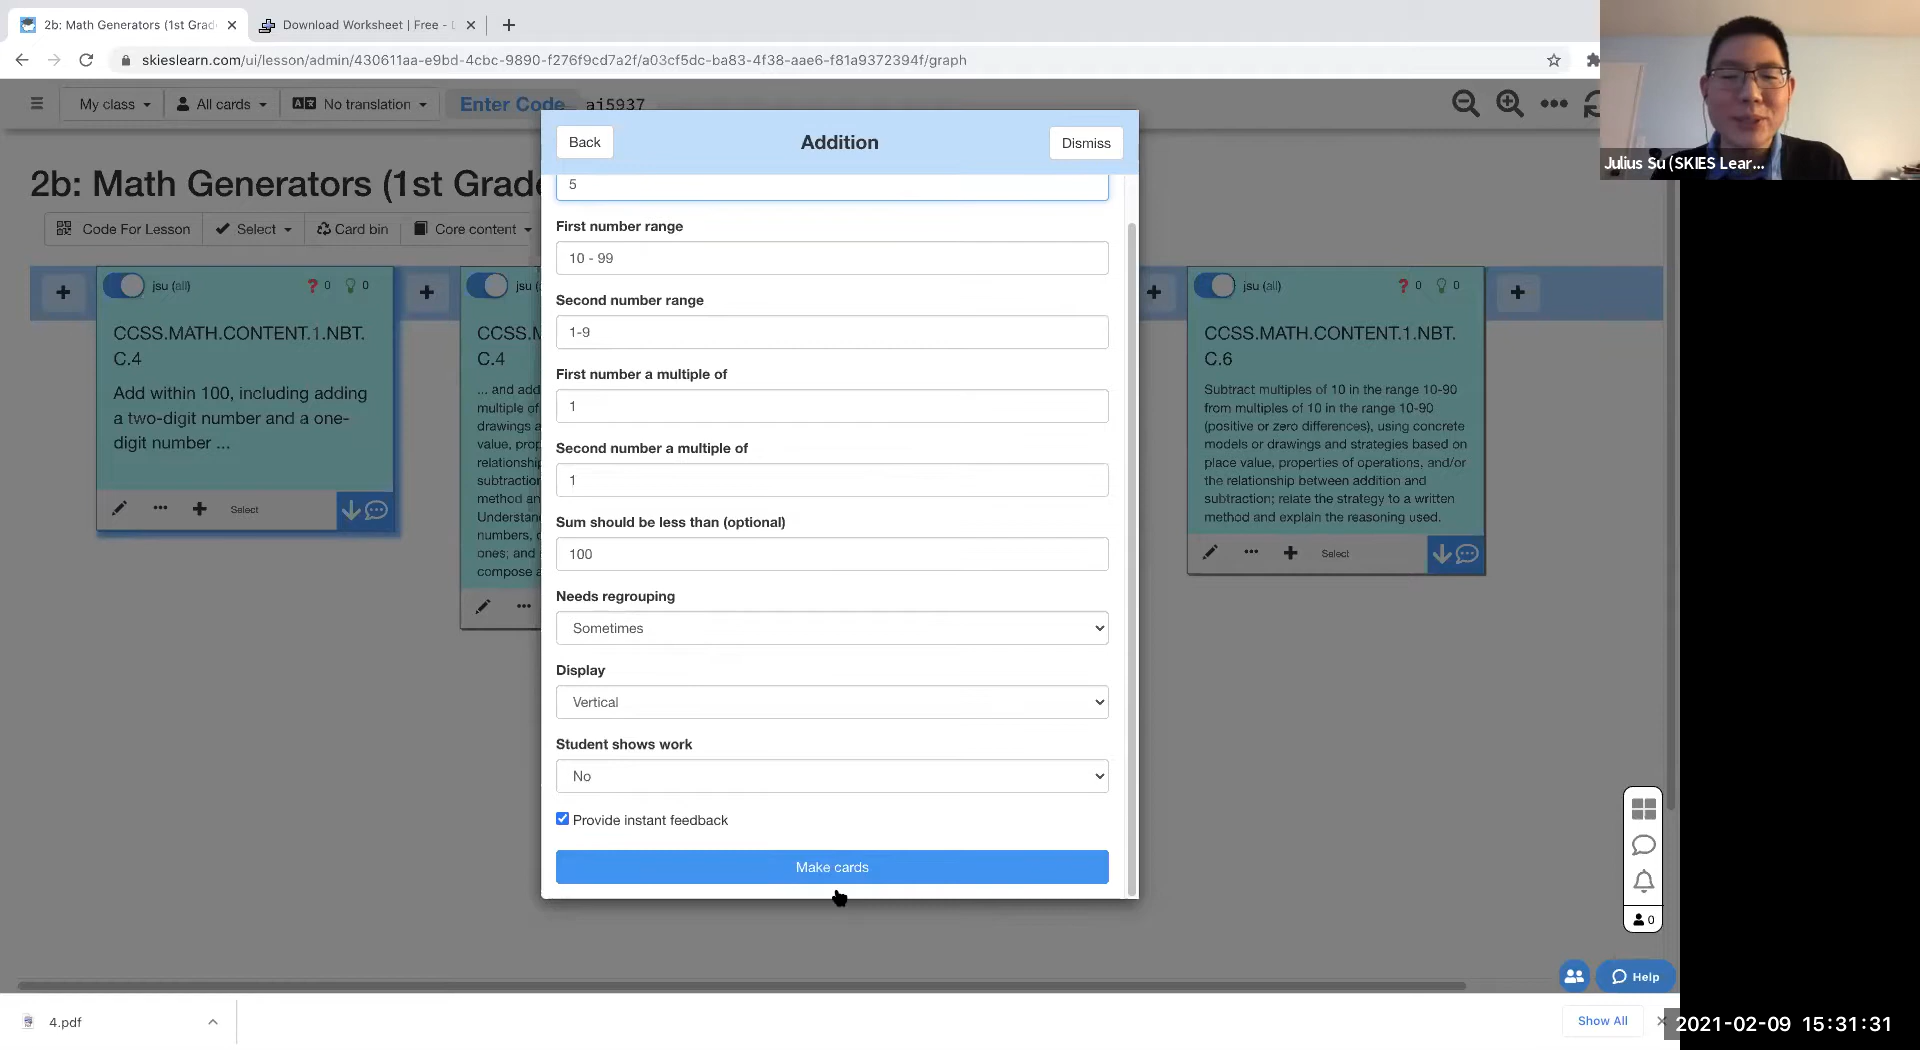 2b: Math Generators (1st Grad
Download Worksheet | Free -
skieslearn.com/ui/lesson/admin/430611aa-e9bd-4cbc-9890-f276f9cd7a2f/a03cf5dc-ba83-4f38-aae6-f81a9372394f/graph
My class
All cards
No translation
Enter Code
ai5937
Julius Su (SKIES Lear...
2b: Math Generators (1st Grade
Code For Lesson
Select
Card bin
Core content
Back
Addition
Dismiss
5
First number range
10 - 99
Second number range
1-9
First number a multiple of
1
Second number a multiple of
1
Sum should be less than (optional)
100
Needs regrouping
Sometimes
Display
Vertical
Student shows work
No
Provide instant feedback
Make cards
jsu (all)
? 0
0
CCSS.MATH.CONTENT.1.NBT.
C.4
Add within 100, including adding
a two-digit number and a one-
digit number ...
Select
jsu (
CCSS.M
C.4
... and add
multiple of
drawings a
value, prop
relationship
subtraction
method an
Understan
numbers, o
ones; and
compose a
jsu (all)
? 0
0
CCSS.MATH.CONTENT.1.NBT.
C.6
Subtract multiples of 10 in the range 10-90
from multiples of 10 in the range 10-90
(positive or zero differences), using concrete
models or drawings and strategies based on
place value, properties of operations, and/or
the relationship between addition and
subtraction; relate the strategy to a written
method and explain the reasoning used.
Select
0
Help
4.pdf
Show All
2021-02-09 15:31:31